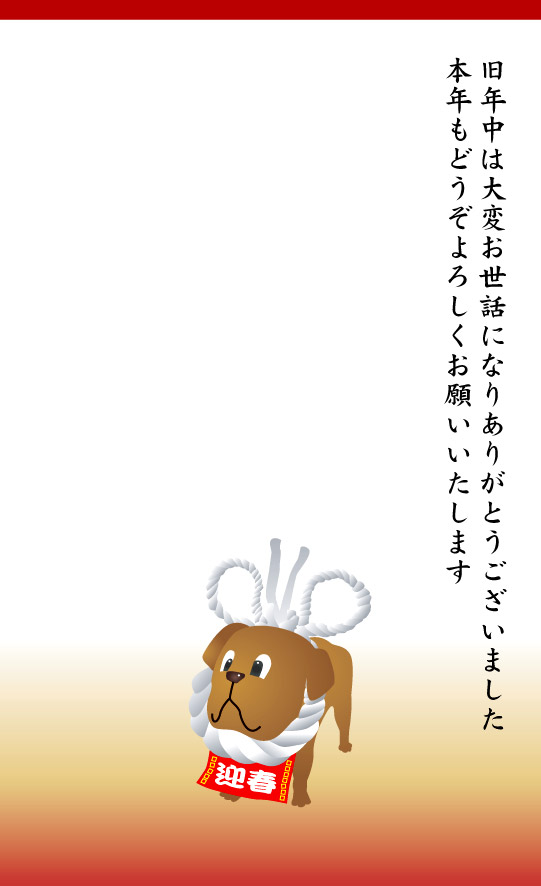 旧年中は大変お世話になりありがとうございました
本年もどうぞよろしくお願いいたします
迎春